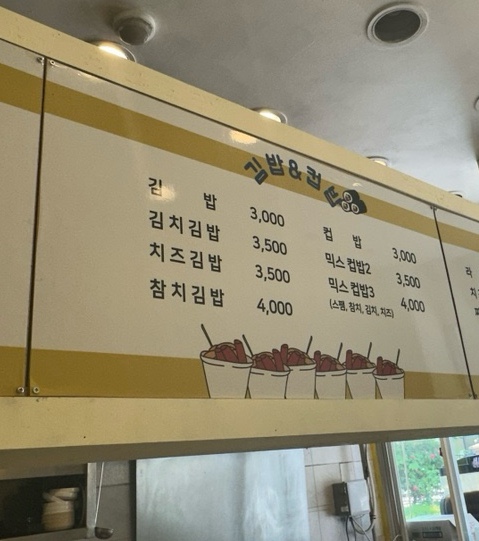 김밥&컵밥
김 밥 3,000
김치김밥 3,500
치즈김밥 3,500
참치김밥 4,000
컵 밥 3,000
믹스컵밥2 3,500
믹스컵밥3 4,000
(스팸, 참치, 김치, 치즈)
라
치